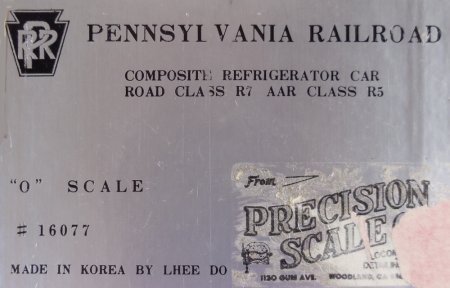 PRR
PENNSYLVANIA RAILROAD
COMPOSITE REFRIGERATOR CAR
ROAD CLASS R7 AAR CLASS R5
"O" SCALE
# 16077
MADE IN KOREA BY LHEE DO
From
PRECISION
SCALE
1120 GUM AVE. WOODLAND, CA